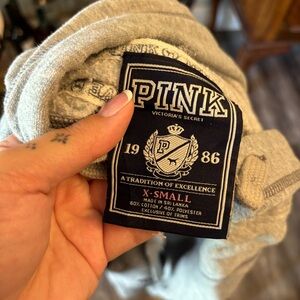 PINK
VICTORIA'S SECRET
19 P 86
A TRADITION OF EXCELLENCE
X-SMALL
MADE IN SRI LANKA
60% COTTON / 40% POLYESTER
EXCLUSIVE OF TRIMS